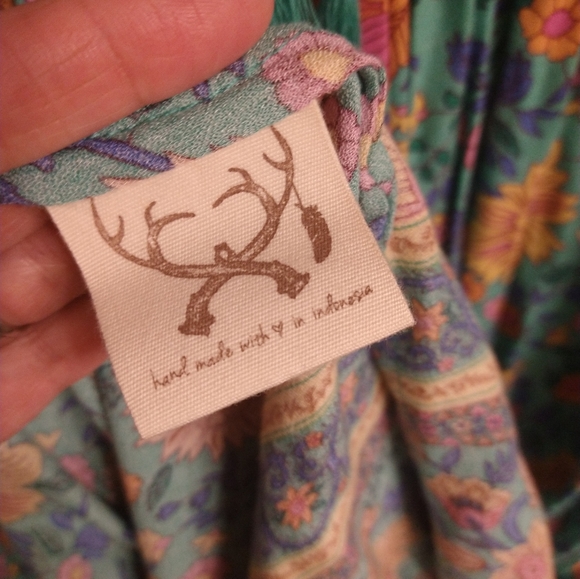 hand made with ♡ in indonesia